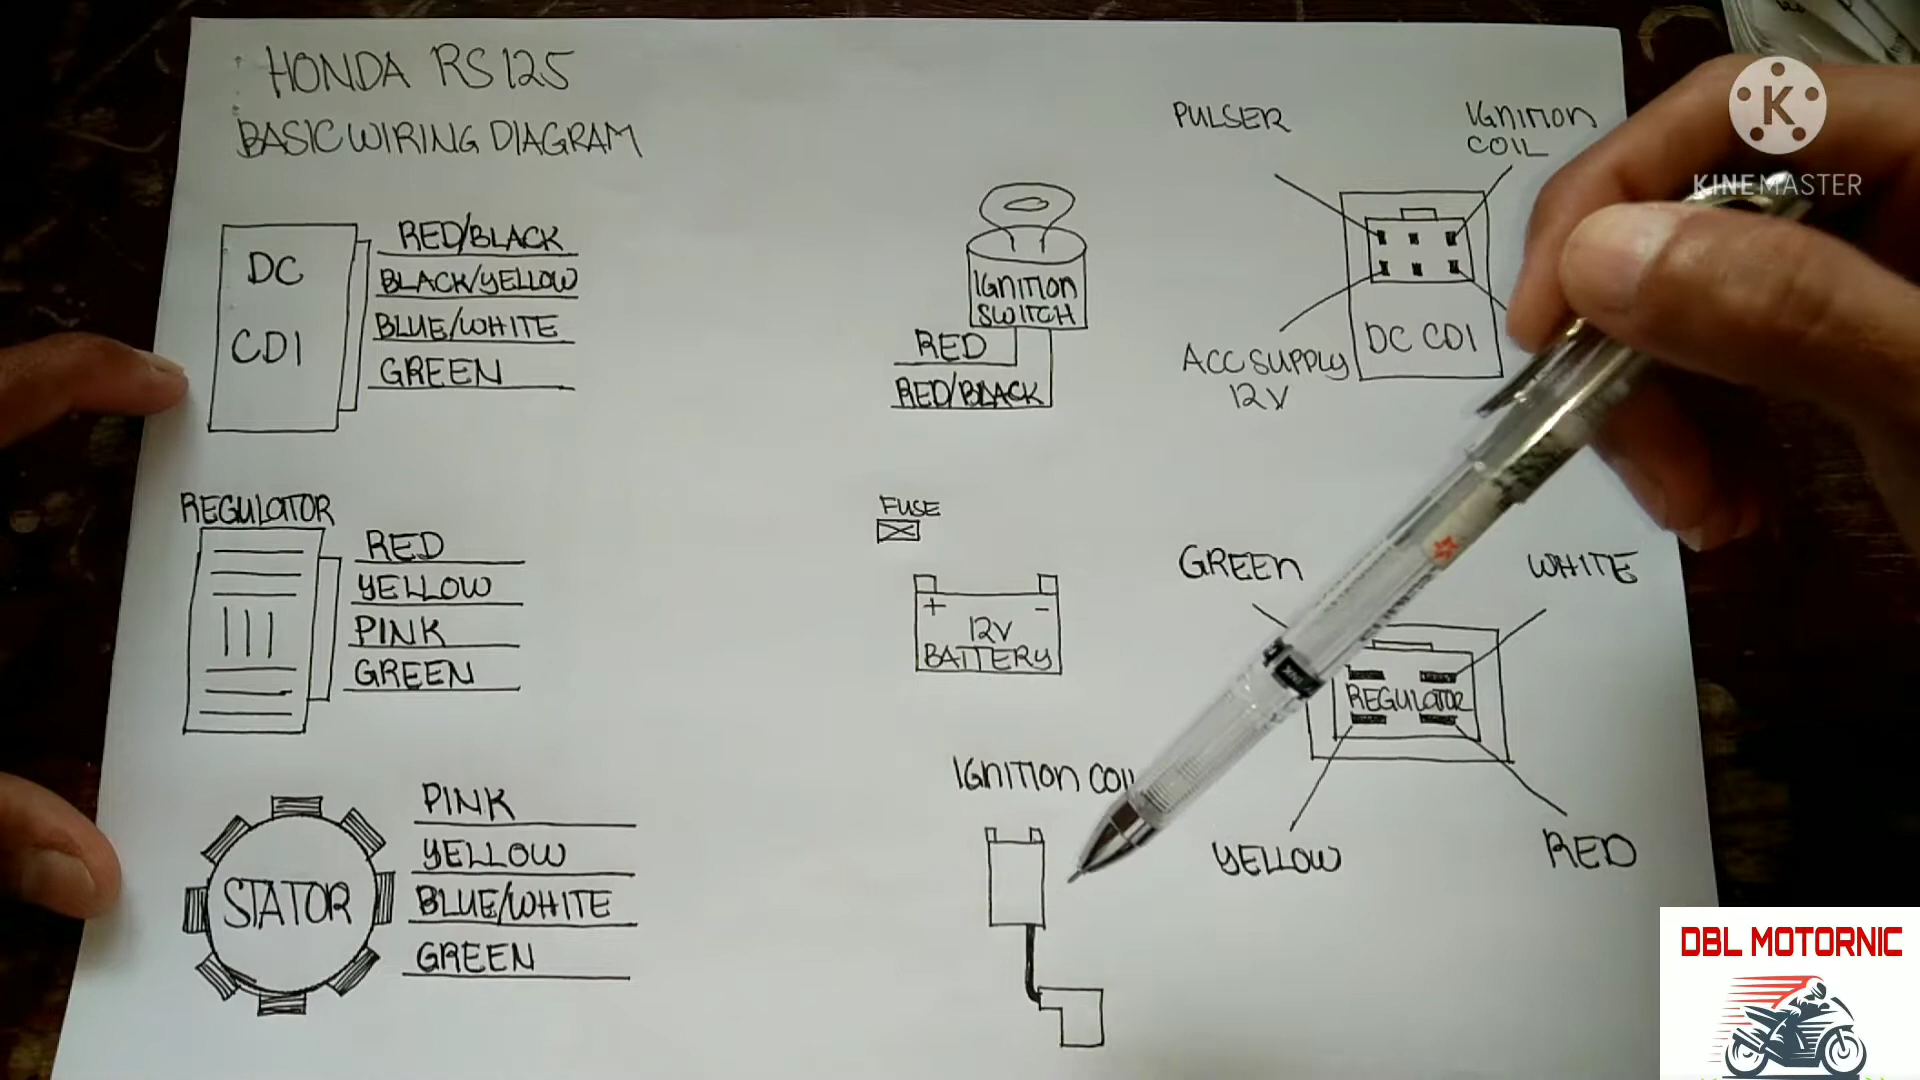 HONDA RS125
BASIC WIRING DIAGRAM
DC
CDI
RED/BLACK
BLACK/YELLOW
BLUE/WHITE
GREEN
IGNITION
SWITCH
RED
RED/BLACK
PULSER
IGNITION
COIL
ACC SUPPLY
12V
DC CDI
K
KINEMASTER
REGULATOR
RED
YELLOW
PINK
GREEN
FUSE
+ -
12V
BATTERY
GREEN
WHITE
REGULATOR
YELLOW
RED
STATOR
PINK
YELLOW
BLUE/WHITE
GREEN
IGNITION COIL
DBL MOTORNIC